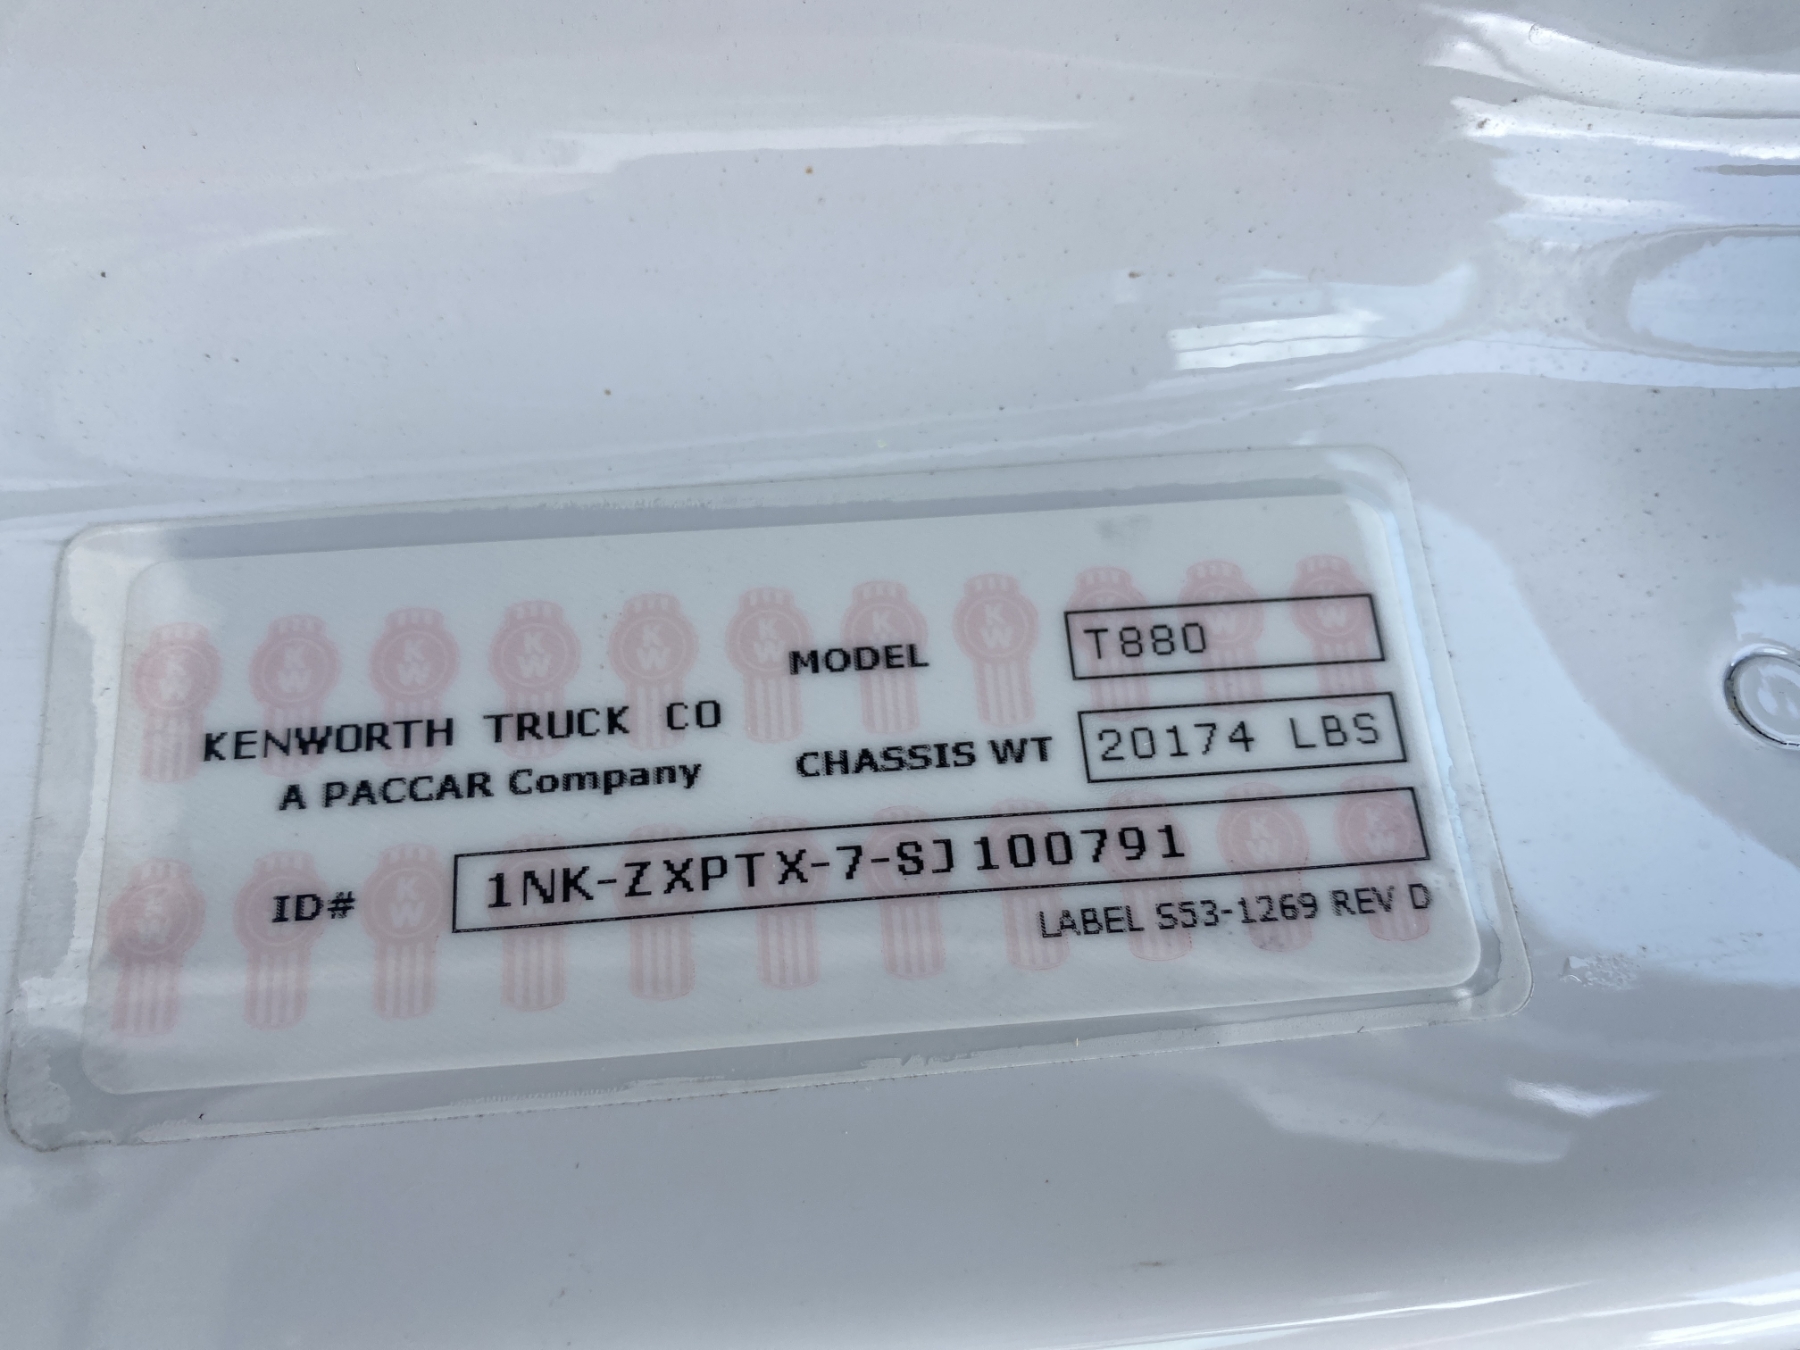 KENWORTH TRUCK CO
A PACCAR Company
MODEL T880
CHASSIS WT 20174 LBS
ID# 1NK-ZXPTX-7-SJ100791
LABEL S53-1269 REV D